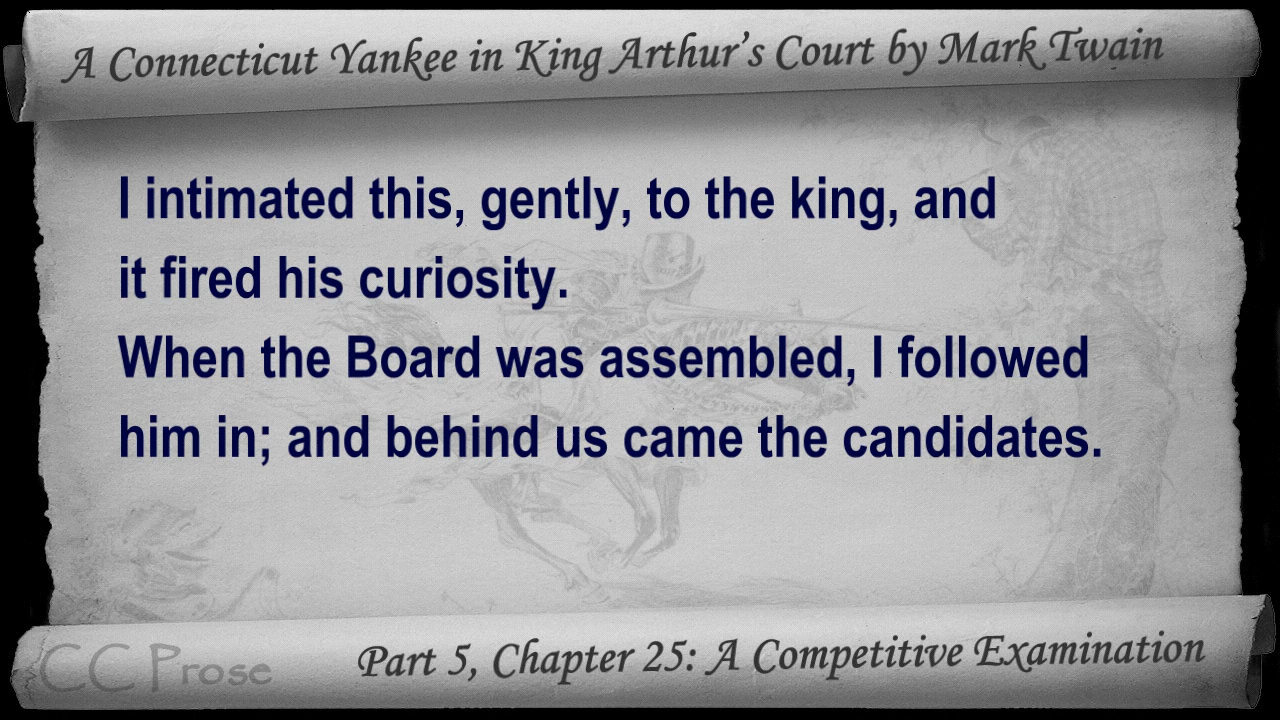 A Connecticut Yankee in King Arthur's Court by Mark Twain
I intimated this, gently, to the king, and
it fired his curiosity.
When the Board was assembled, I followed
him in; and behind us came the candidates.
CC Prose
Part 5, Chapter 25: A Competitive Examination